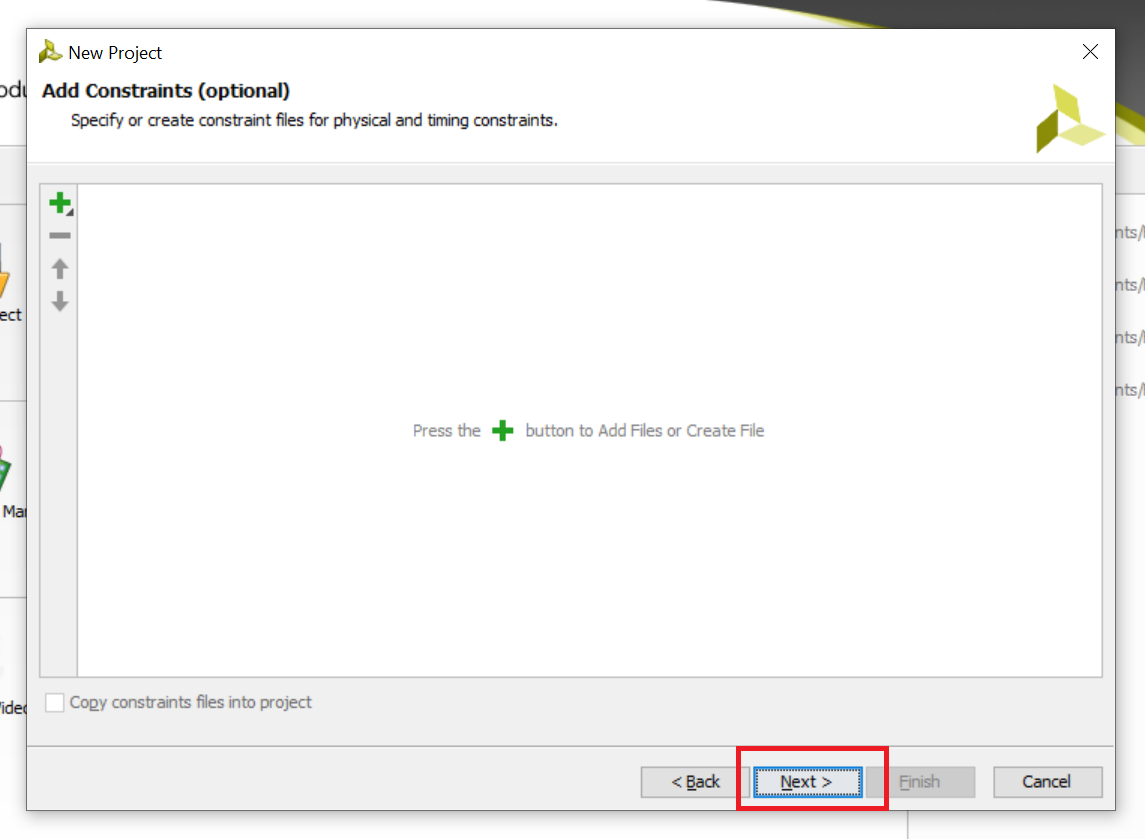 New Project
Add Constraints (optional)
Specify or create constraint files for physical and timing constraints.
Press the button to Add Files or Create File
Copy constraints files into project
< Back
Next >
Finish
Cancel